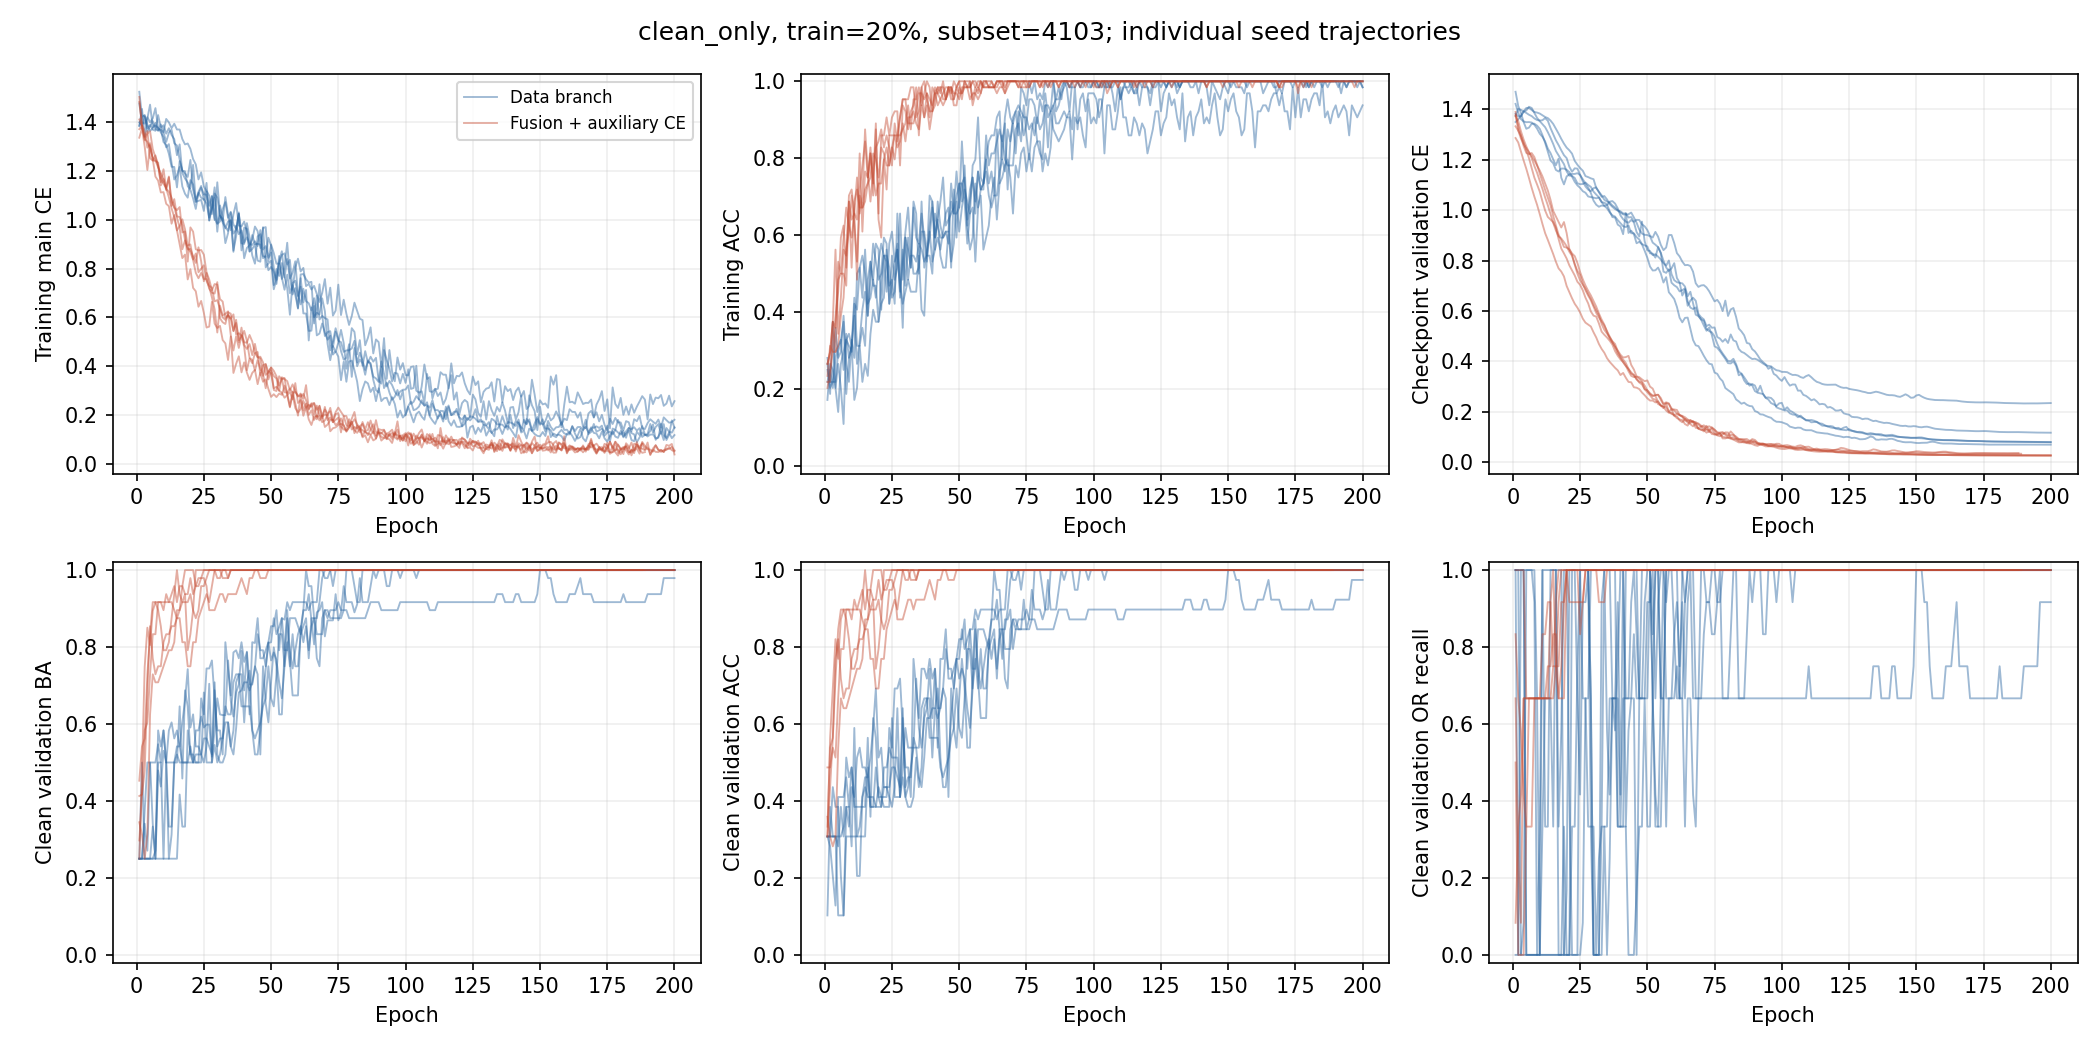 clean_only, train=20%, subset=4103; individual seed trajectories
Training main CE
1.4
1.2
1.0
0.8
0.6
0.4
0.2
0.0
Data branch
Fusion + auxiliary CE
0 25 50 75 100 125 150 175 200
Epoch
Training ACC
1.0
0.8
0.6
0.4
0.2
0.0
0 25 50 75 100 125 150 175 200
Epoch
Checkpoint validation CE
1.4
1.2
1.0
0.8
0.6
0.4
0.2
0.0
0 25 50 75 100 125 150 175 200
Epoch
Clean validation BA
1.0
0.8
0.6
0.4
0.2
0.0
0 25 50 75 100 125 150 175 200
Epoch
Clean validation ACC
1.0
0.8
0.6
0.4
0.2
0.0
0 25 50 75 100 125 150 175 200
Epoch
Clean validation OR recall
1.0
0.8
0.6
0.4
0.2
0.0
0 25 50 75 100 125 150 175 200
Epoch